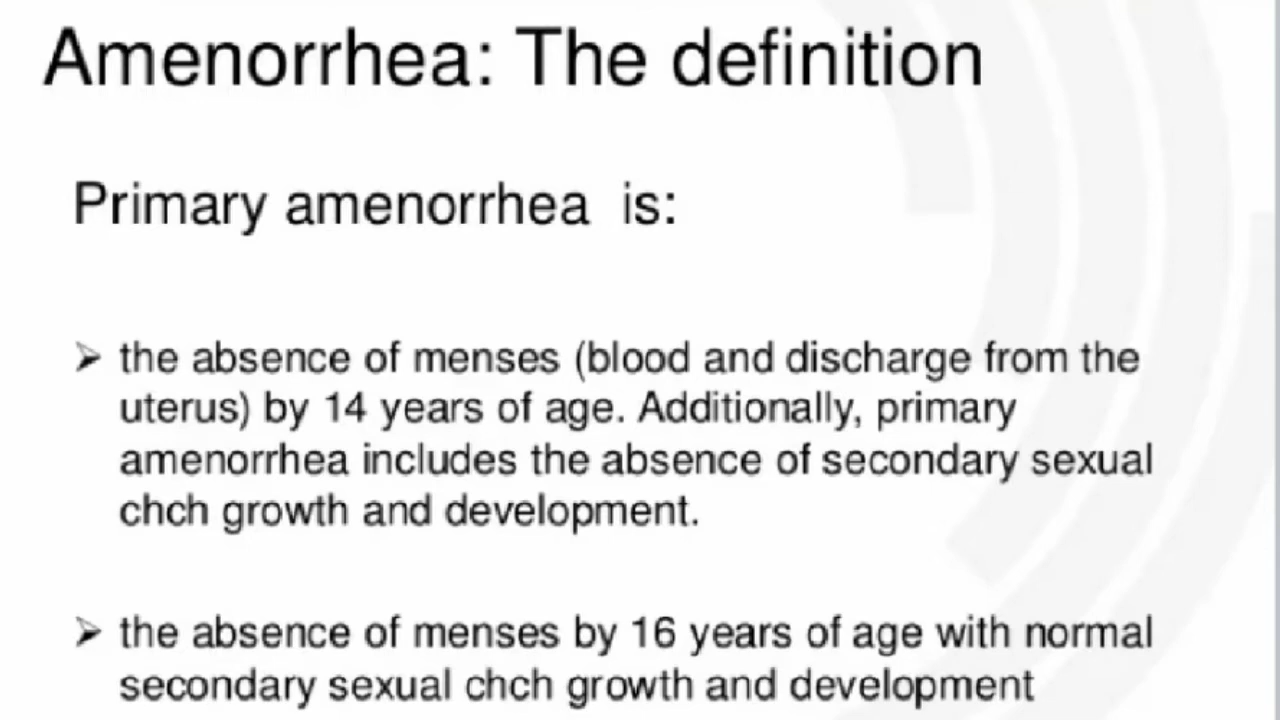 Amenorrhea: The definition
Primary amenorrhea is:
➢ the absence of menses (blood and discharge from the
uterus) by 14 years of age. Additionally, primary
amenorrhea includes the absence of secondary sexual
chch growth and development.
➢ the absence of menses by 16 years of age with normal
secondary sexual chch growth and development